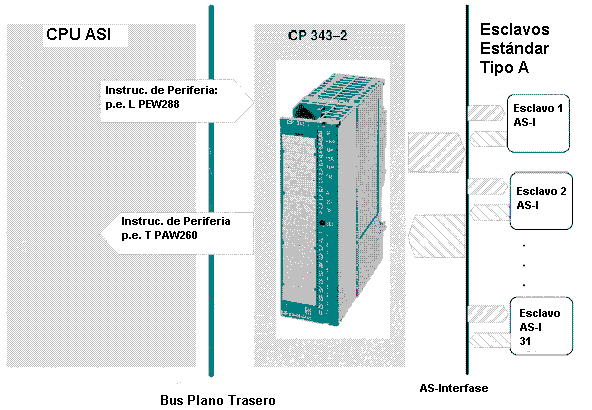 CPU ASI
CP 343–2
Esclavos
Estándar
Tipo A
Instruc. de Periferia:
p.e. L PEW288
Instruc. de Periferia
p.e. T PAW260
Esclavo 1
AS-I
Esclavo 2
AS-I
Esclavo
AS-I
31
Bus Plano Trasero
AS-Interfase